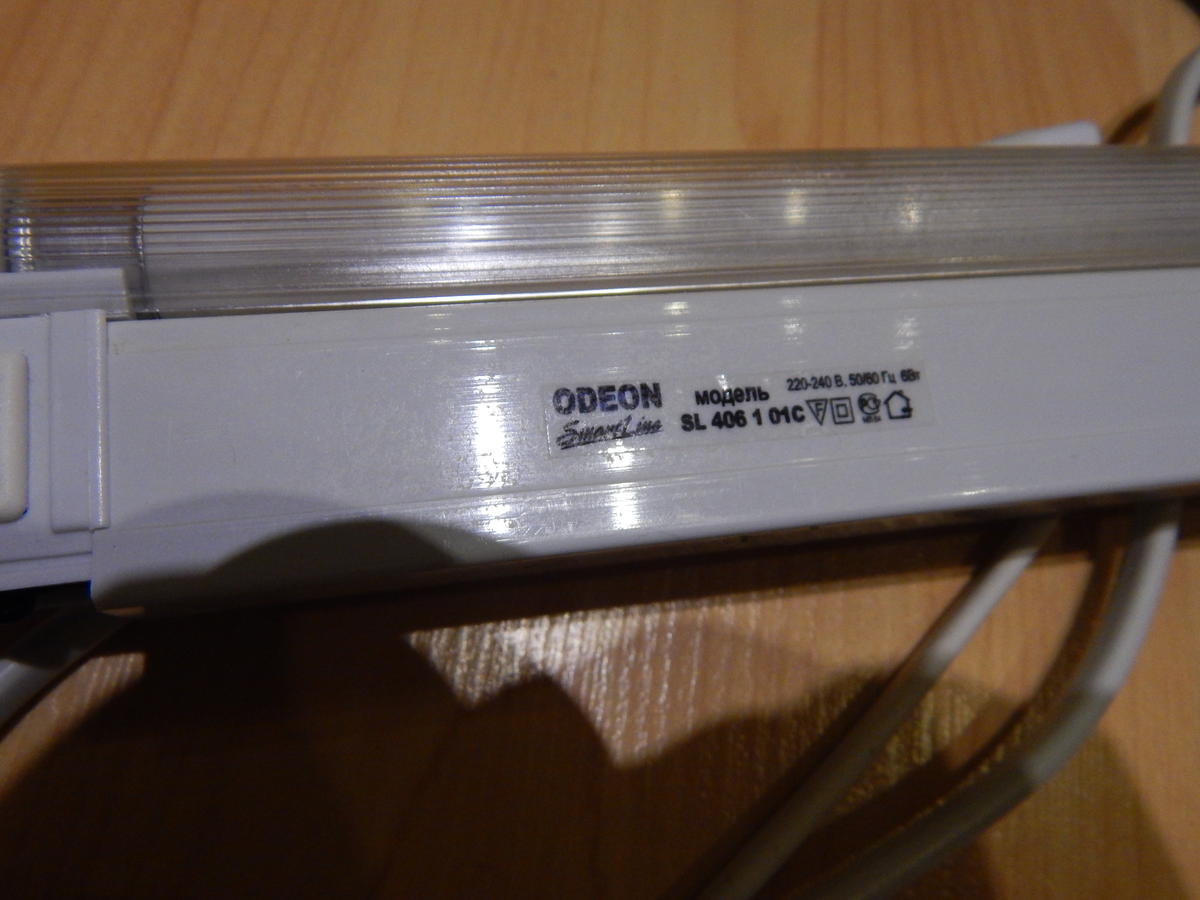 ODEON
SmartLine
модель
SL 406 1 01C
220-240 В, 50/60 Гц 6Вт
F